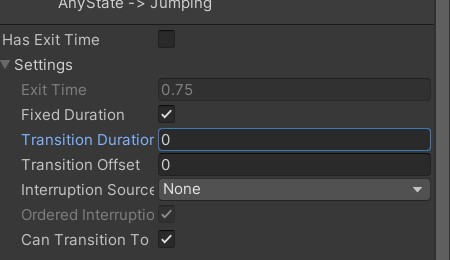 AnyState -> Jumping
Has Exit Time
Settings
Exit Time 0.75
Fixed Duration
Transition Duration 0
Transition Offset 0
Interruption Source None
Ordered Interruptio
Can Transition To